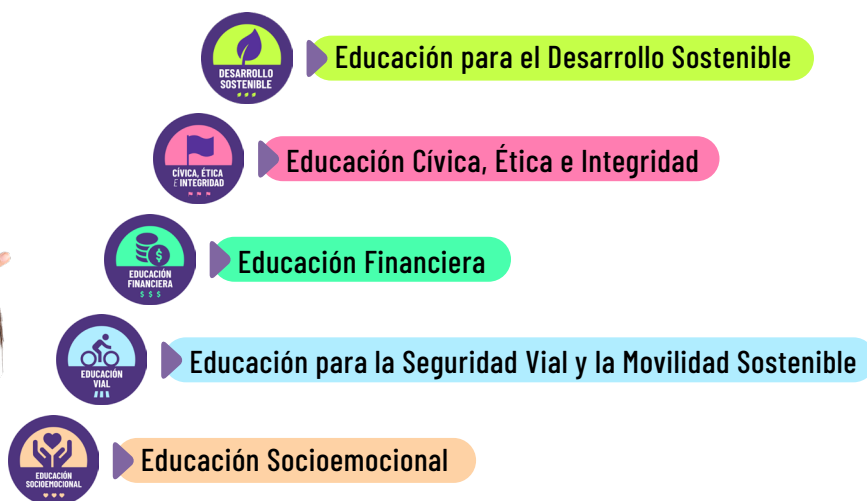 DESARROLLO
SOSTENIBLE
Educación para el Desarrollo Sostenible
CÍVICA, ÉTICA
E INTEGRIDAD
Educación Cívica, Ética e Integridad
EDUCACIÓN
FINANCIERA
$ $ $
Educación Financiera
EDUCACIÓN
VIAL
Educación para la Seguridad Vial y la Movilidad Sostenible
EDUCACIÓN
SOCIOEMOCIONAL
Educación Socioemocional